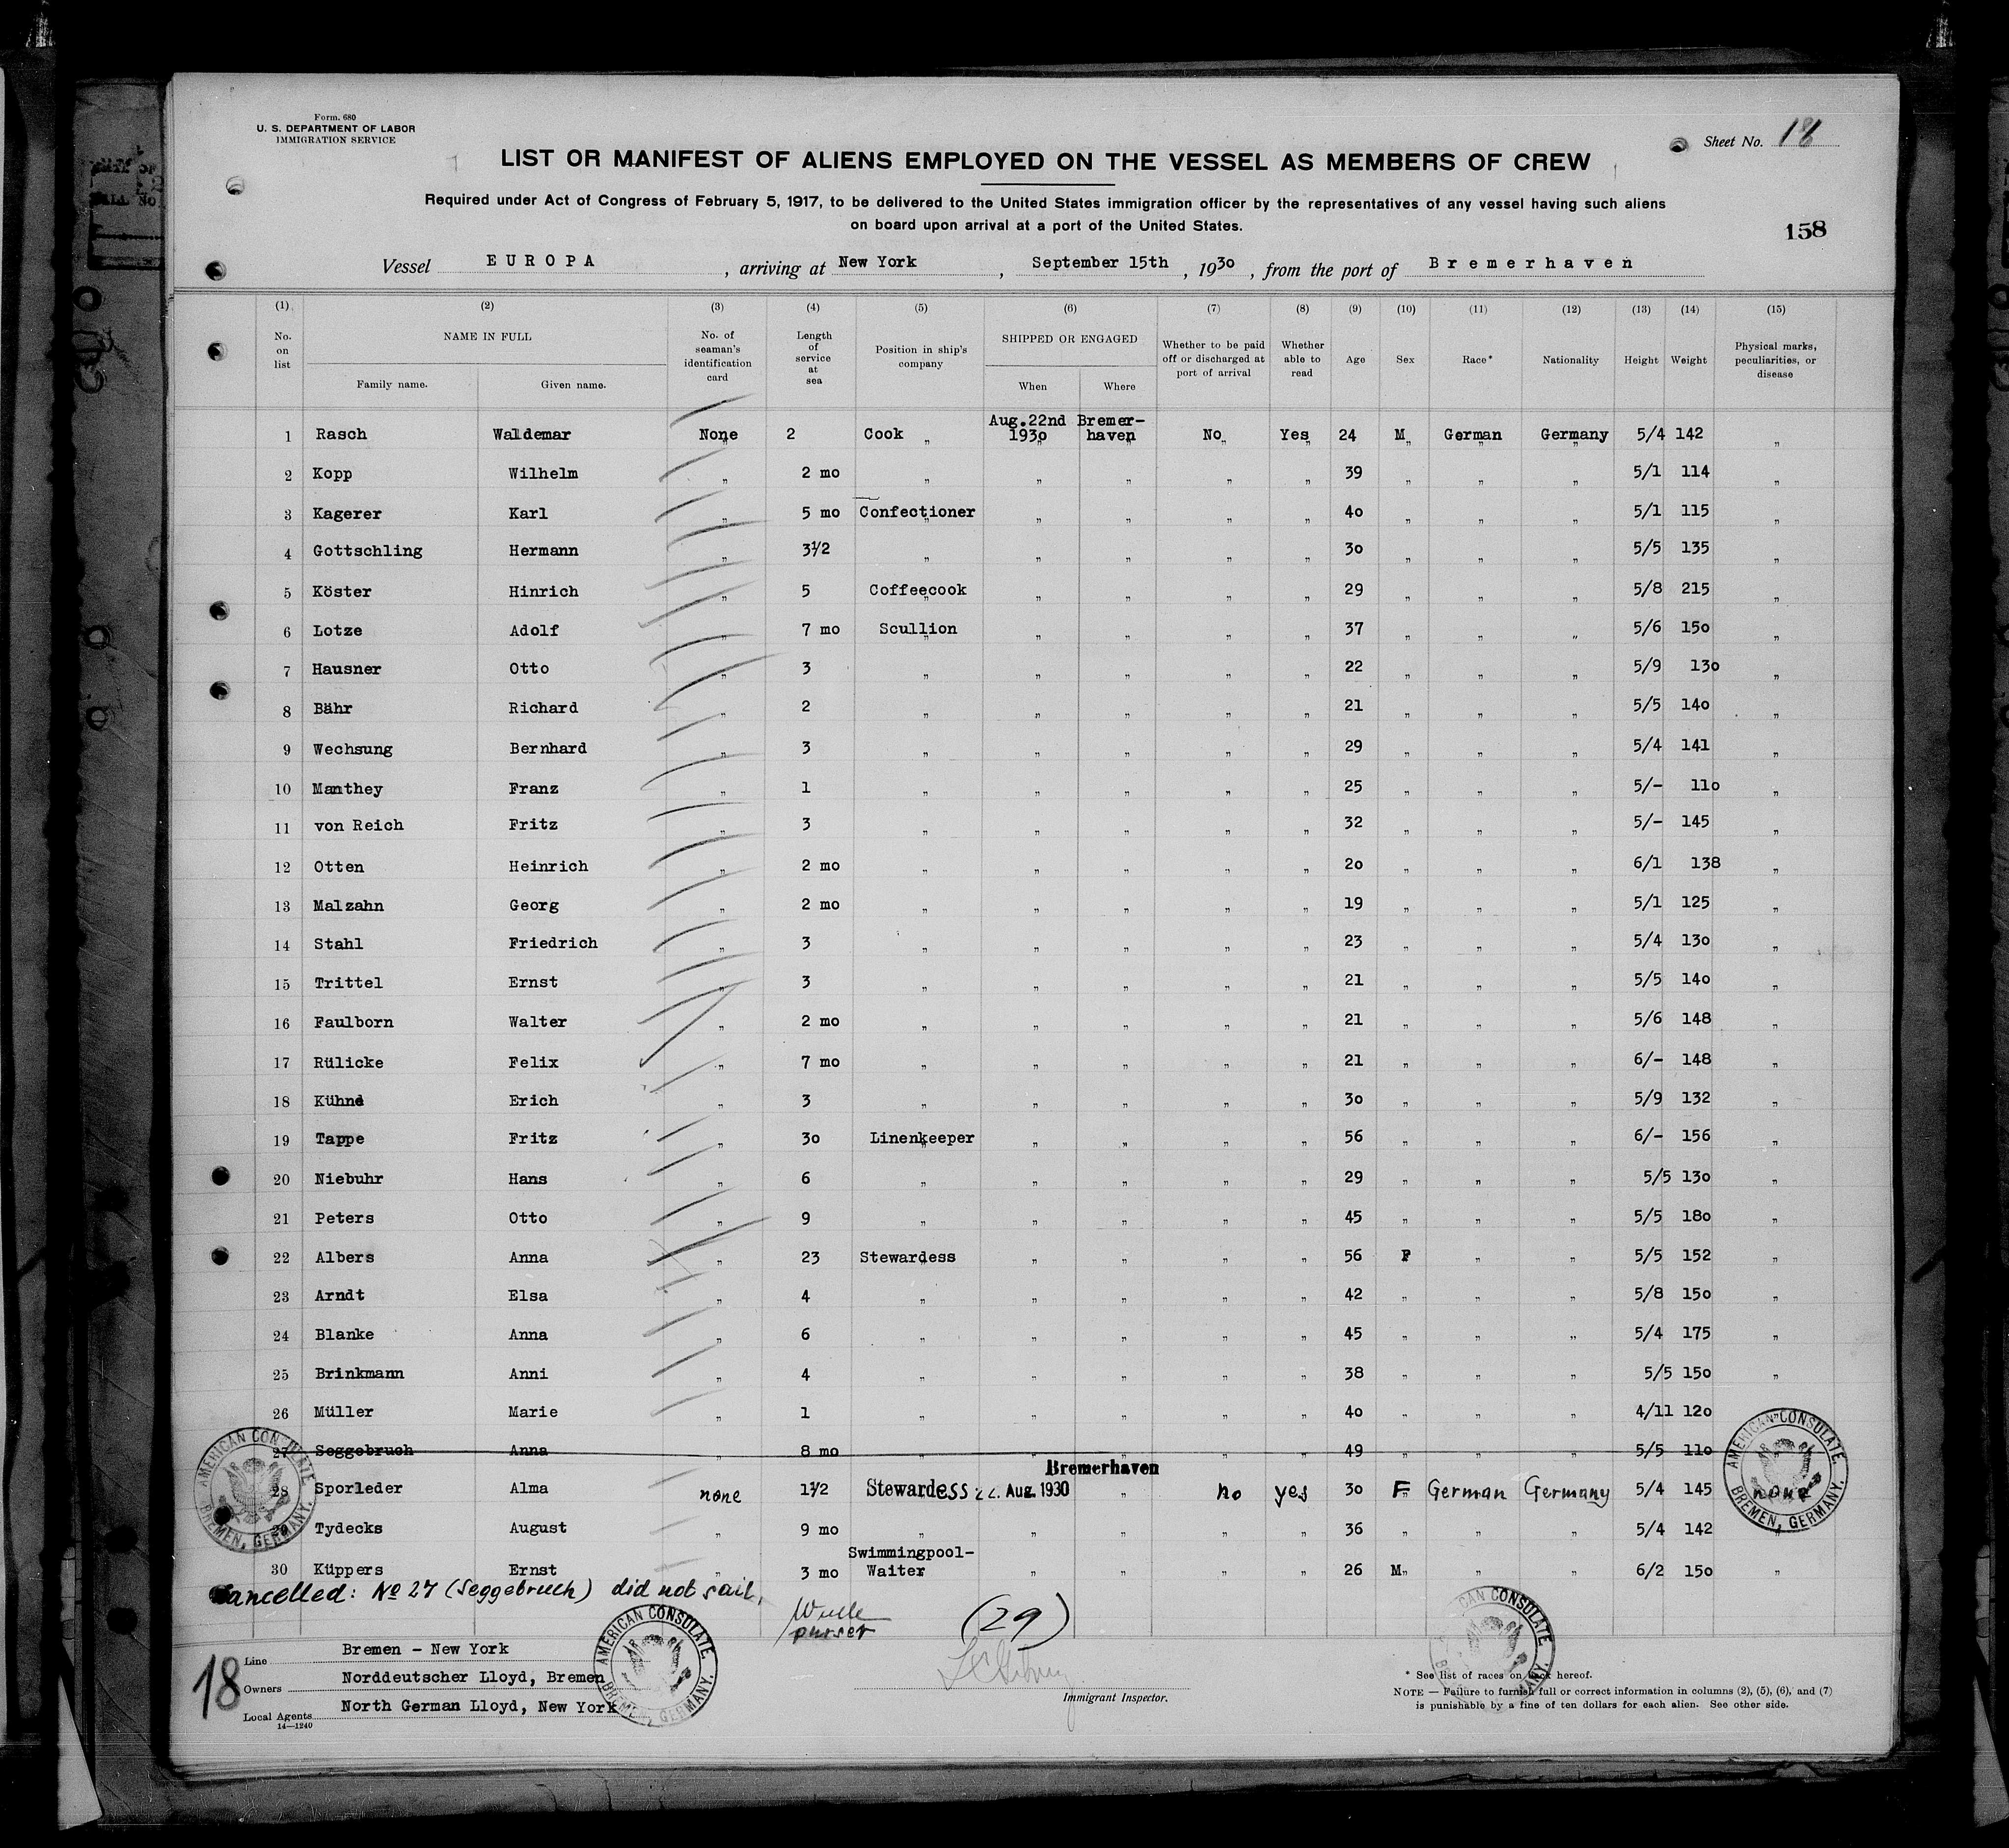 Form. 680
U. S. DEPARTMENT OF LABOR
IMMIGRATION SERVICE
Sheet No. 18
LIST OR MANIFEST OF ALIENS EMPLOYED ON THE VESSEL AS MEMBERS OF CREW
Required under Act of Congress of February 5, 1917, to be delivered to the United States immigration officer by the representatives of any vessel having such aliens
on board upon arrival at a port of the United States.
158
Vessel EUROPA, arriving at New York, September 15th, 1930, from the port of Bremerhaven
(1) (2) (3) (4) (5) (6) (7) (8) (9) (10) (11) (12) (13) (14) (15)
No. on list NAME IN FULL Family name. Given name. No. of seaman's identification card Length of service at sea Position in ship's company SHIPPED OR ENGAGED When Where Whether to be paid off or discharged at port of arrival Whether able to read Age Sex Race* Nationality Height Weight Physical marks, peculiarities, or disease
1 Rasch Waldemar None 2 Cook Aug.22nd 1930 Bremerhaven No Yes 24 M German Germany 5/4 142 "
2 Kopp Wilhelm " 2 mo " " " " " 39 " " " 5/1 114 "
3 Kagerer Karl " 5 mo Confectioner " " " " 40 " " " 5/1 115 "
4 Gottschling Hermann " 3½ " " " " " 30 " " " 5/5 135 "
5 Köster Hinrich " 5 Coffeecook " " " " 29 " " " 5/8 215 "
6 Lotze Adolf " 7 mo Scullion " " " " 37 " " " 5/6 150 "
7 Hausner Otto " 3 " " " " " 22 " " " 5/9 130 "
8 Bähr Richard " 2 " " " " " 21 " " " 5/5 140 "
9 Wechsung Bernhard " 3 " " " " " 29 " " " 5/4 141 "
10 Manthey Franz " 1 " " " " " 25 " " " 5/- 110 "
11 von Reich Fritz " 3 " " " " " 32 " " " 5/- 145 "
12 Otten Heinrich " 2 mo " " " " " 20 " " " 6/1 138 "
13 Malzahn Georg " 2 mo " " " " " 19 " " " 5/1 125 "
14 Stahl Friedrich " 3 " " " " " 23 " " " 5/4 130 "
15 Trittel Ernst " 3 " " " " " 21 " " " 5/5 140 "
16 Faulborn Walter " 2 mo " " " " " 21 " " " 5/6 148 "
17 Rülicke Felix " 7 mo " " " " " 21 " " " 6/- 148 "
18 Kühne Erich " 3 " " " " " 30 " " " 5/9 132 "
19 Tappe Fritz " 30 Linenkeeper " " " " 56 " " " 6/- 156 "
20 Niebuhr Hans " 6 " " " " " 29 " " " 5/5 130 "
21 Peters Otto " 9 " " " " " 45 " " " 5/5 180 "
22 Albers Anna " 23 Stewardess " " " " 56 F " " 5/5 152 "
23 Arndt Elsa " 4 " " " " " 42 " " " 5/8 150 "
24 Blanke Anna " 6 " " " " " 45 " " " 5/4 175 "
25 Brinkmann Anni " 4 " " " " " 38 " " " 5/5 150 "
26 Müller Marie " 1 " " " " " 40 " " " 4/11 120 "
27 Seggebruch Anna " 8 mo " " " " " 49 " " " 5/5 110
28 Sporleder Alma none 1½ Stewardess 22. Aug. 1930 Bremerhaven no yes 30 F German Germany 5/4 145 none
29 Tydecks August 9 mo " " " " " 36 " " " 5/4 142
30 Küppers Ernst 3 mo Swimmingpool-Waiter " " " " 26 M " " 6/2 150 "
Cancelled: No 27 (Seggebruch) did not sail.
purser
(29)
AMERICAN CONSULATE. BREMEN, GERMANY.
AMERICAN CONSULATE. BREMEN, GERMANY.
AMERICAN CONSULATE. BREMEN, GERMANY.
18
Line Bremen - New York
Owners Norddeutscher Lloyd, Bremen
Local Agents North German Lloyd, New York
14—1240
Immigrant Inspector.
* See list of races on back hereof.
NOTE — Failure to furnish full or correct information in columns (2), (5), (6), and (7)
is punishable by a fine of ten dollars for each alien. See other side.